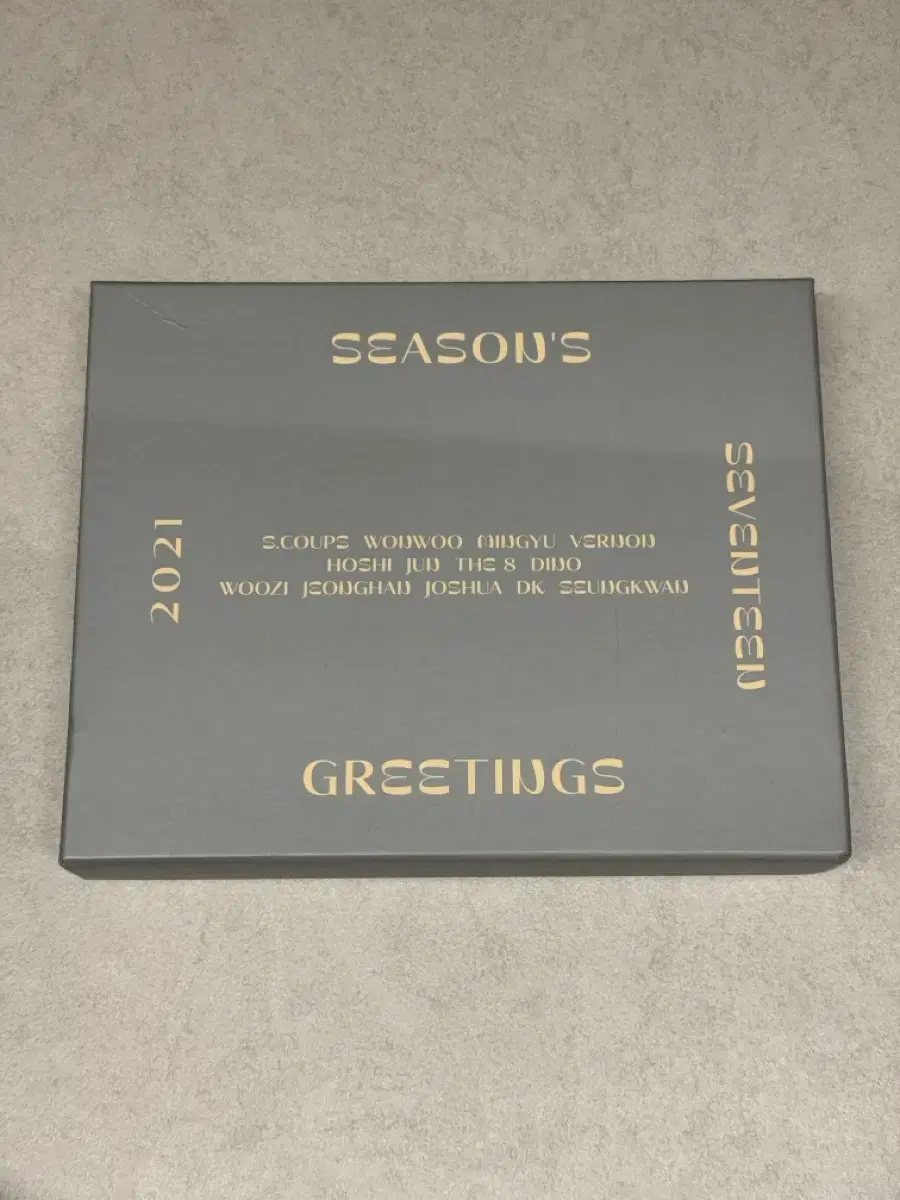 SEASON'S
SEVENTEEN
2021
S.COUPS WONWOO MINGYU VERNON
HOSHI JUN THE 8 DINO
WOOZI JEONGHAN JOSHUA DK SEUNGKWAN
GREETINGS